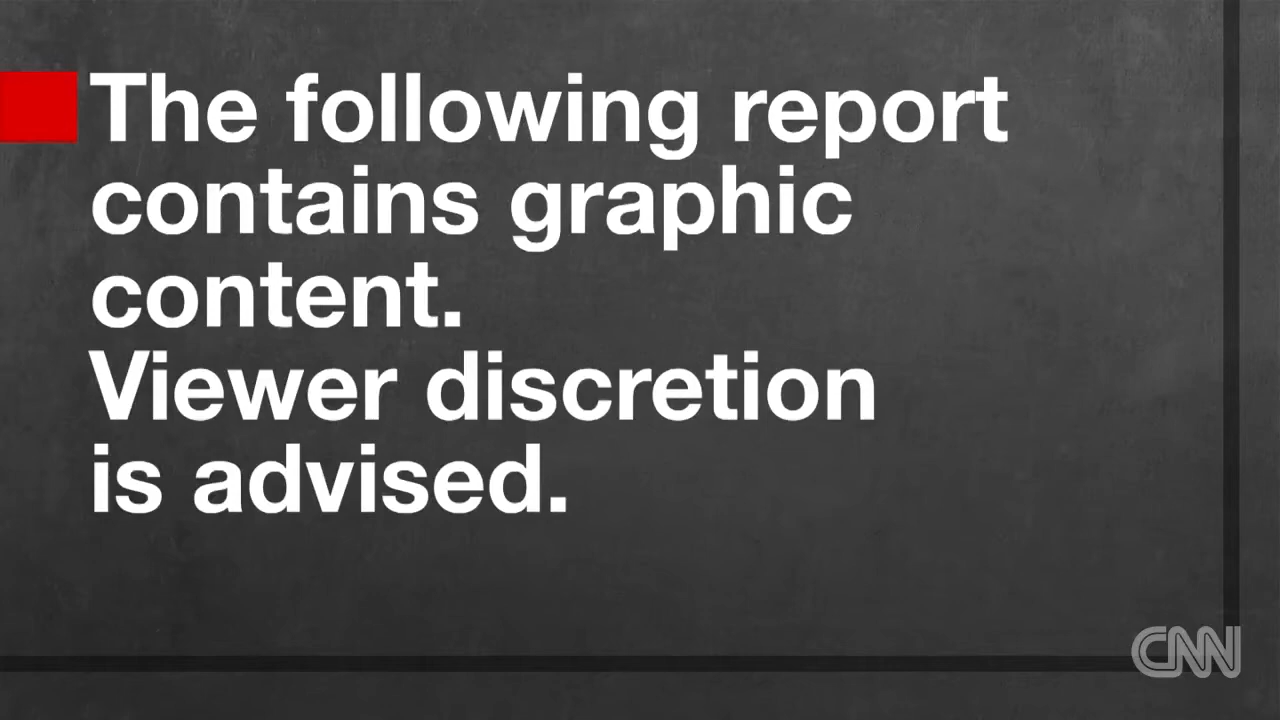 The following report
contains graphic
content.
Viewer discretion
is advised.
CNN